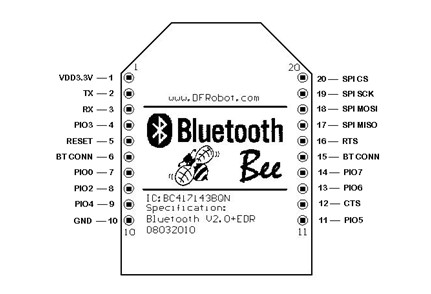 1 20
VDD3.3V — 1
TX — 2
RX — 3
PIO3 — 4
RESET — 5
BT CONN — 6
PIO0 — 7
PIO2 — 8
PIO4 — 9
GND — 10
www.DFRobot.com
Bluetooth
Bee
IC:BC417143BQN
Specification:
Bluetooth V2.0+EDR
08032010
20 — SPI CS
19 — SPI SCK
18 — SPI MOSI
17 — SPI MISO
16 — RTS
15 — BT CONN
14 — PIO7
13 — PIO6
12 — CTS
11 — PIO5
10 11